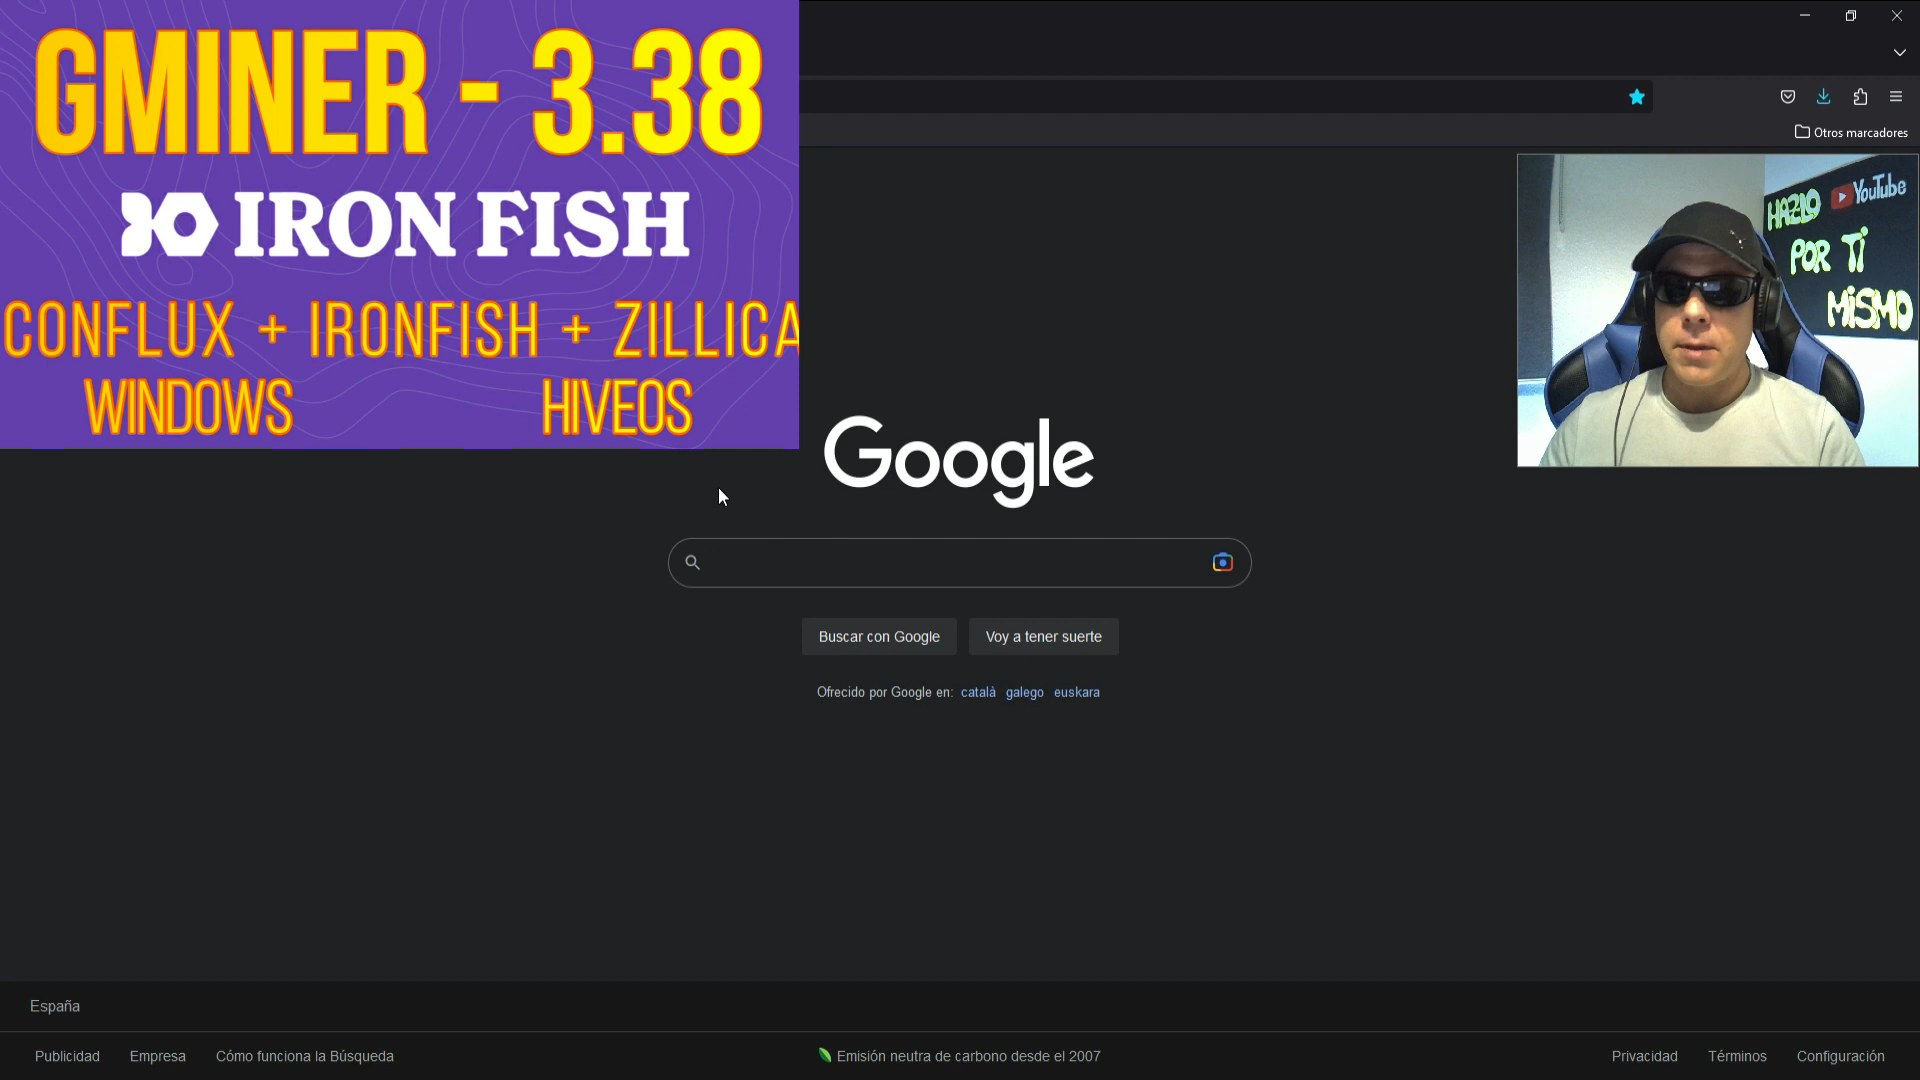 GMINER - 3.38
IRON FISH
CONFLUX + IRONFISH + ZILLICA
WINDOWS
HIVEOS
Otros marcadores
HAZLO
YouTube
POR TÍ
MiSMO
Google
Buscar con Google
Voy a tener suerte
Ofrecido por Google en: català galego euskara
España
Publicidad
Empresa
Cómo funciona la Búsqueda
Emisión neutra de carbono desde el 2007
Privacidad
Términos
Configuración